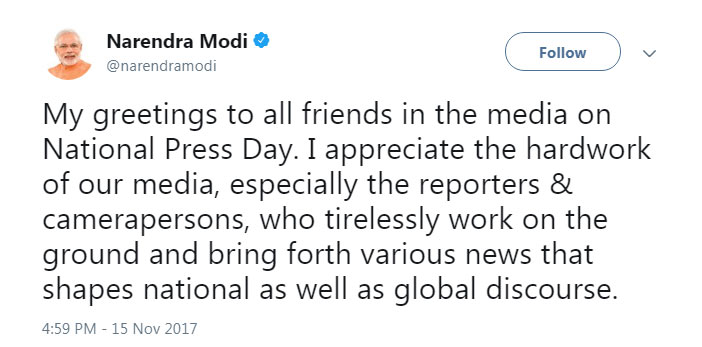 Narendra Modi
@narendramodi
Follow
My greetings to all friends in the media on
National Press Day. I appreciate the hardwork
of our media, especially the reporters &
camerapersons, who tirelessly work on the
ground and bring forth various news that
shapes national as well as global discourse.
4:59 PM - 15 Nov 2017